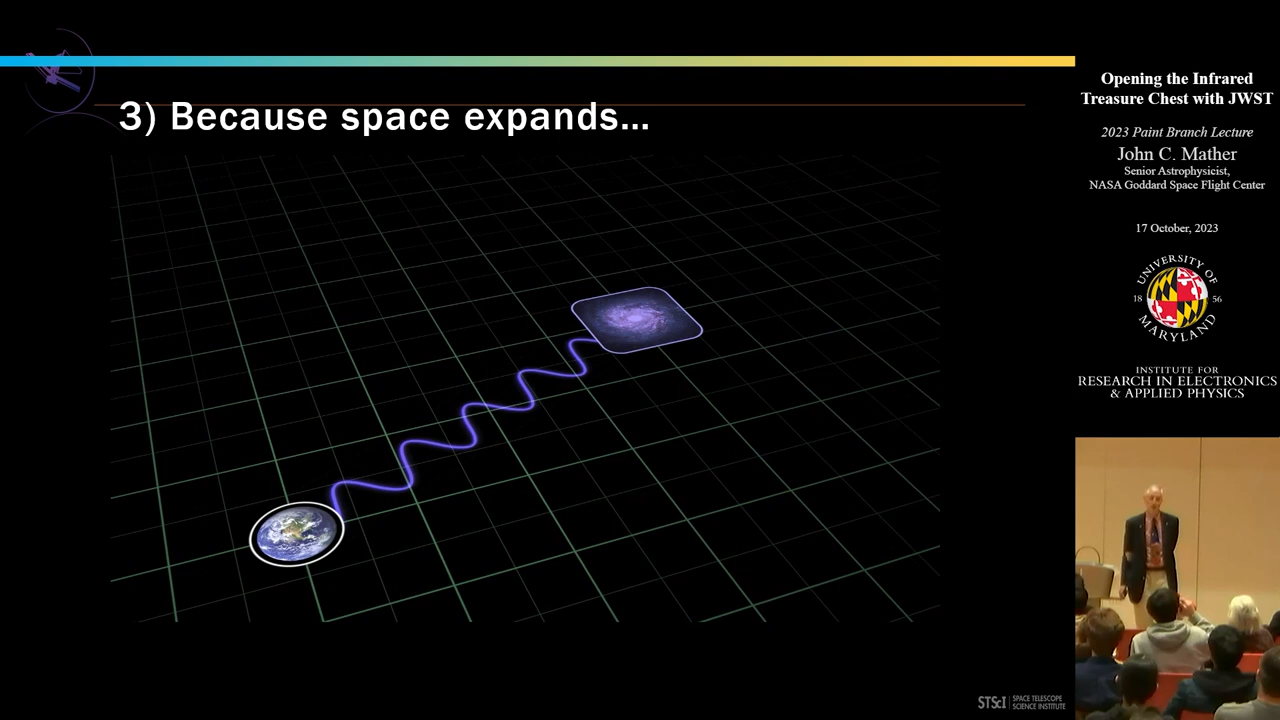 3) Because space expands...
STScI | SPACE TELESCOPE
SCIENCE INSTITUTE
Opening the Infrared
Treasure Chest with JWST
2023 Paint Branch Lecture
John C. Mather
Senior Astrophysicist,
NASA Goddard Space Flight Center
17 October, 2023
UNIVERSITY OF
18 56
MARYLAND
INSTITUTE FOR
RESEARCH IN ELECTRONICS
& APPLIED PHYSICS